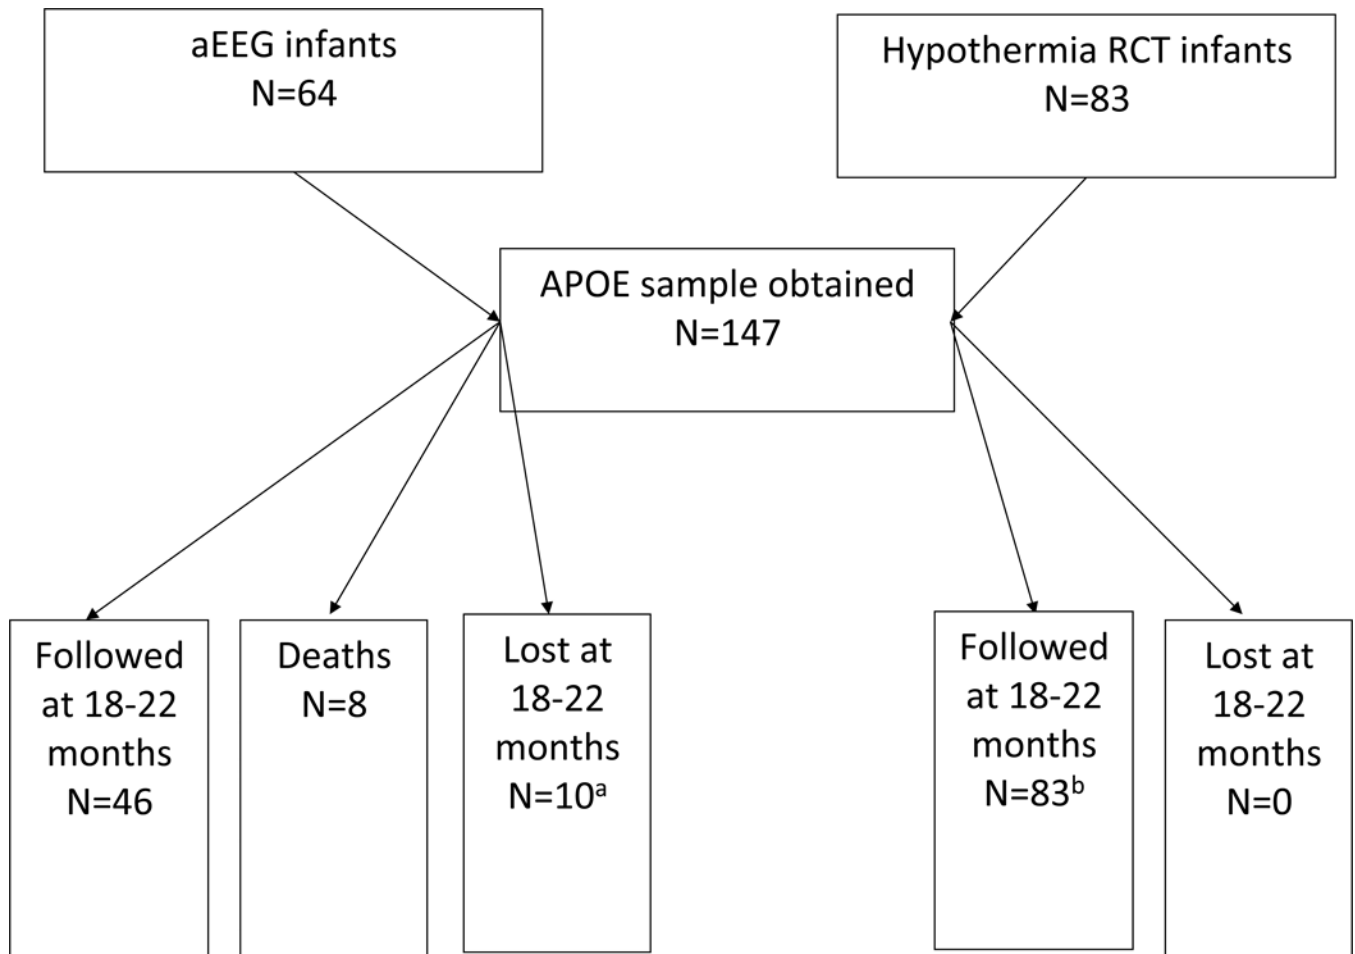 aEEG infants
N=64
Hypothermia RCT infants
N=83
APOE sample obtained
N=147
Followed
at 18-22
months
N=46
Deaths
N=8
Lost at
18-22
months
N=10ᵃ
Followed
at 18-22
months
N=83ᵇ
Lost at
18-22
months
N=0